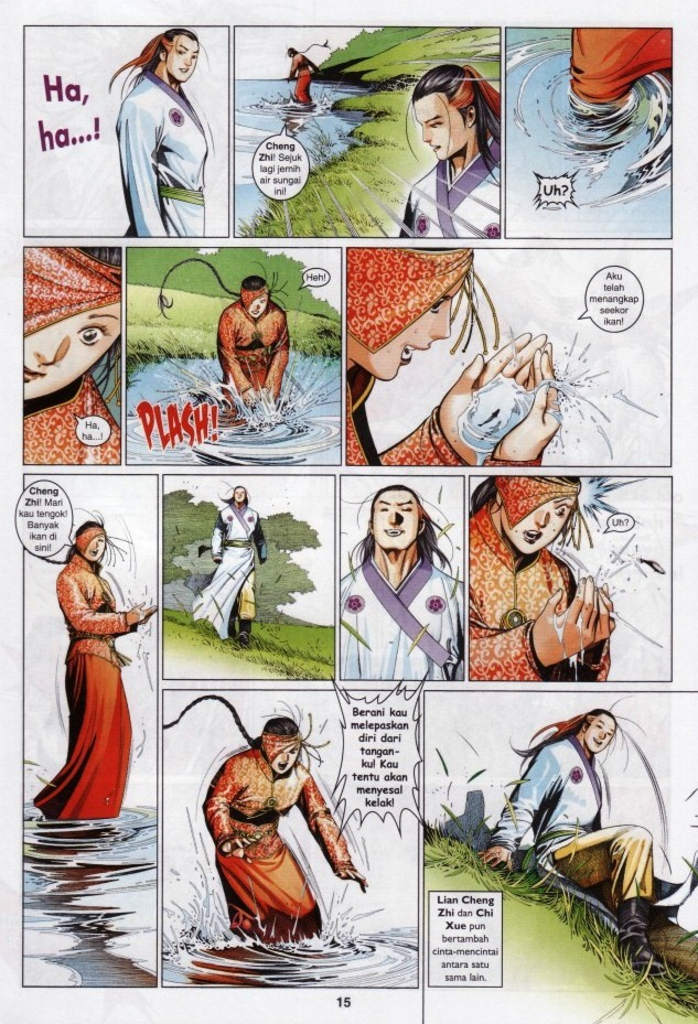 Ha,
ha...!
Cheng
Zhi! Sejuk
lagi jernih
air sungai
ini!
Uh?
Ha,
ha...!
Heh!
PLASH!
Aku
telah
menangkap
seekor
ikan!
Cheng
Zhi! Mari
kau tengok!
Banyak
ikan di
sini!
Uh?
Berani kau
melepaskan
diri dari
tangan-
ku! Kau
tentu akan
menyesal
kelak!
Lian Cheng
Zhi dan Chi
Xue pun
bertambah
cinta-mencintai
antara satu
sama lain.
15